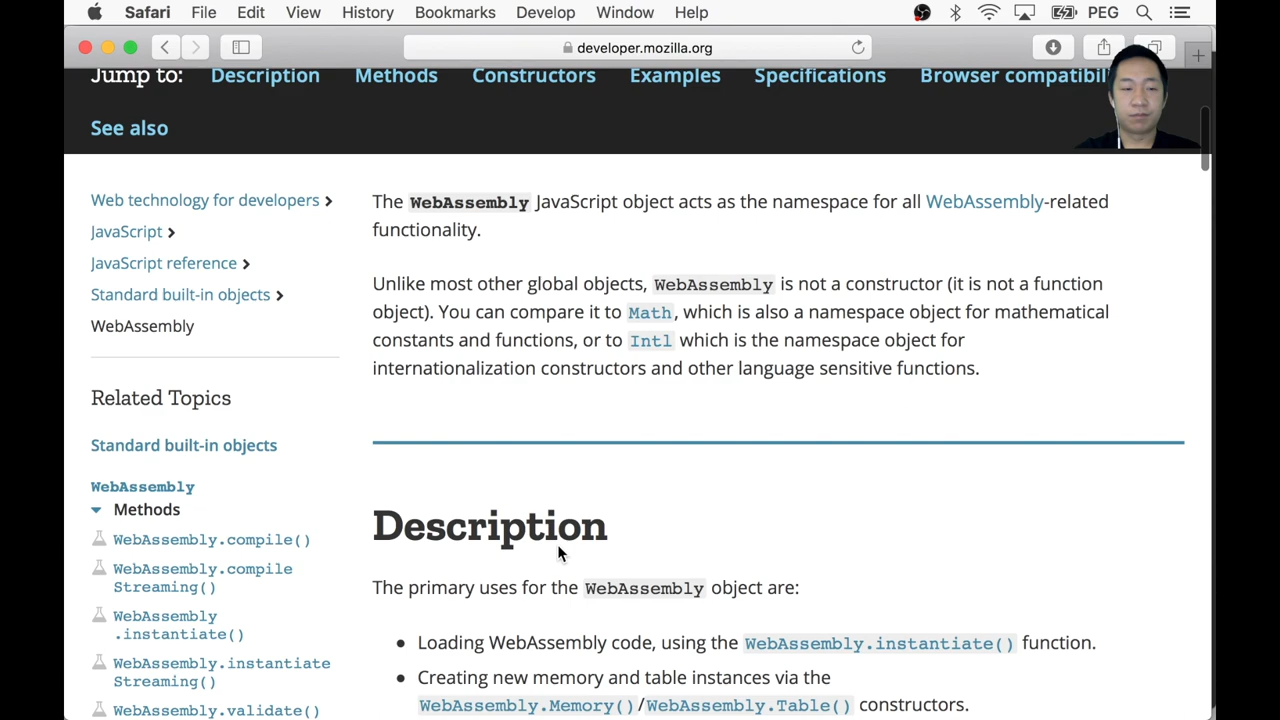 Safari File Edit View History Bookmarks Develop Window Help PEG
developer.mozilla.org
Jump to: Description Methods Constructors Examples Specifications Browser compatibil
See also
Web technology for developers
JavaScript
JavaScript reference
Standard built-in objects
WebAssembly
Related Topics
Standard built-in objects
WebAssembly
Methods
WebAssembly.compile()
WebAssembly.compile
Streaming()
WebAssembly
.instantiate()
WebAssembly.instantiate
Streaming()
WebAssembly.validate()
The WebAssembly JavaScript object acts as the namespace for all WebAssembly-related
functionality.
Unlike most other global objects, WebAssembly is not a constructor (it is not a function
object). You can compare it to Math, which is also a namespace object for mathematical
constants and functions, or to Intl which is the namespace object for
internationalization constructors and other language sensitive functions.
Description
The primary uses for the WebAssembly object are:
Loading WebAssembly code, using the WebAssembly.instantiate() function.
Creating new memory and table instances via the
WebAssembly.Memory()/WebAssembly.Table() constructors.